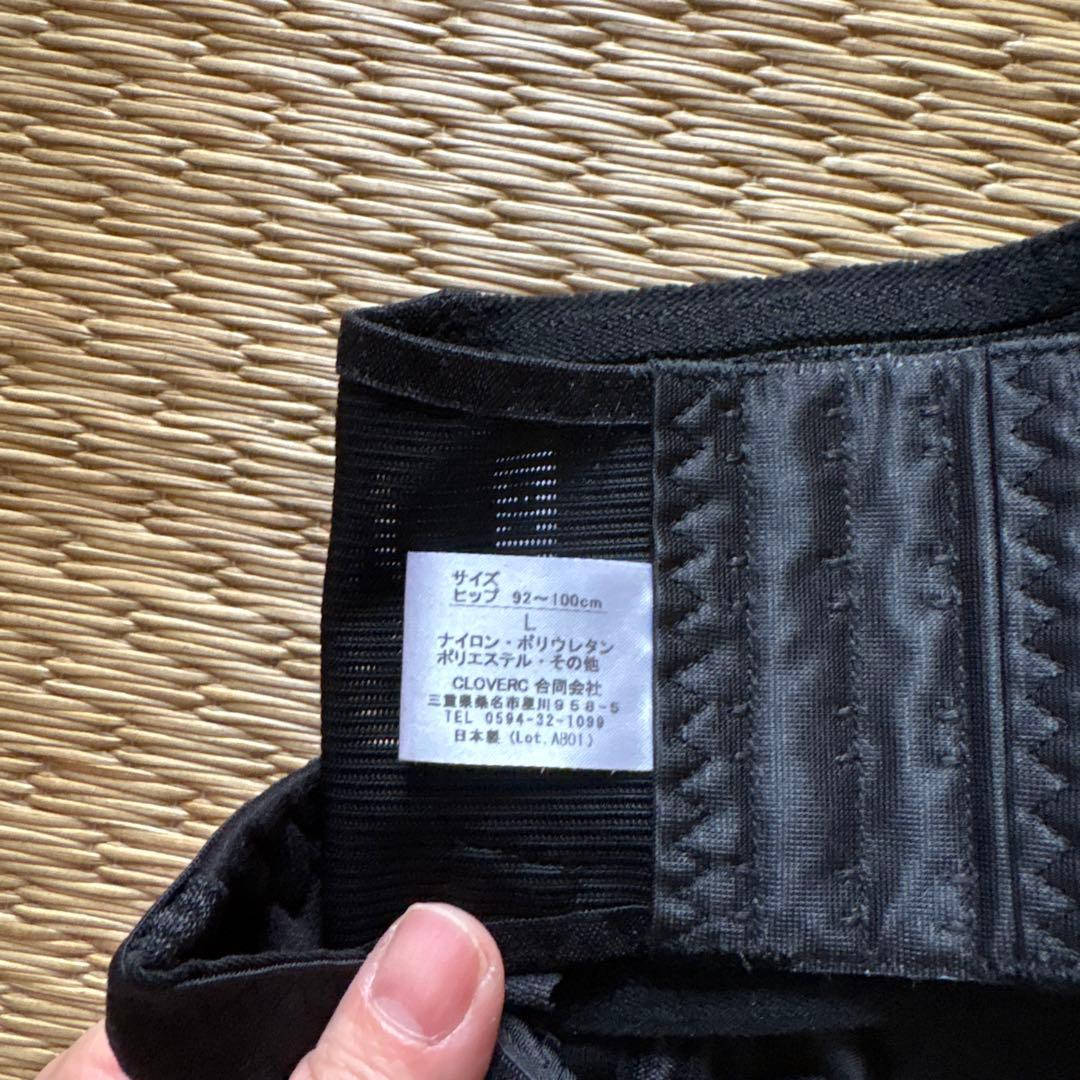 サイズ
ヒップ 92～100cm
L
ナイロン・ポリウレタン
ポリエステル・その他
CLOVERC 合同会社
三重県桑名市星川958-5
TEL 0594-32-1099
日本製 (Lot.A801)